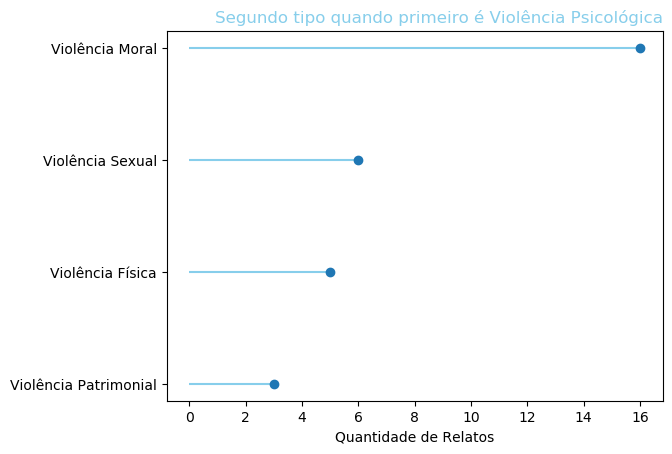 Segundo tipo quando primeiro é Violência Psicológica
Violência Moral
Violência Sexual
Violência Física
Violência Patrimonial
0 2 4 6 8 10 12 14 16
Quantidade de Relatos